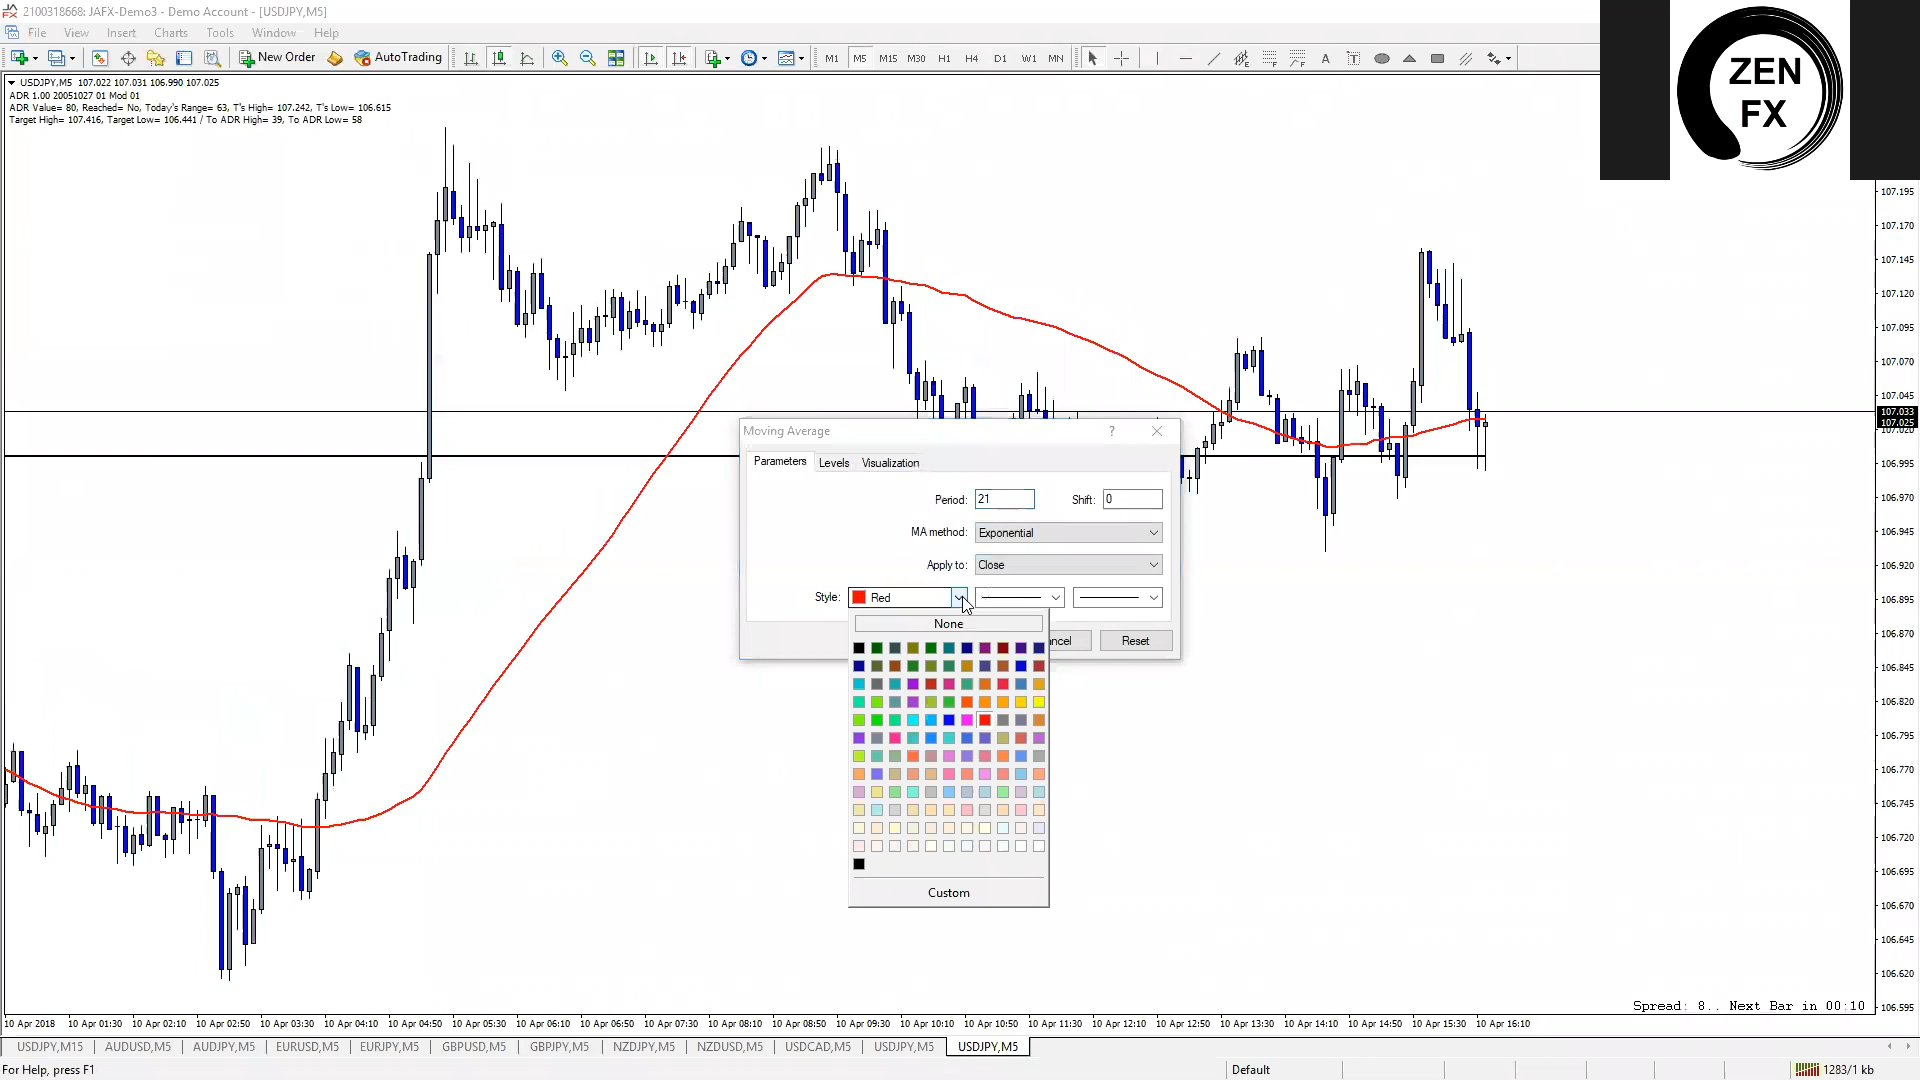 2100318668: JAFX-Demo3 - Demo Account - [USDJPY,M5]
File View Insert Charts Tools Window Help
New Order AutoTrading M1 M5 M15 M30 H1 H4 D1 W1 MN A T
USDJPY,M5 107.022 107.031 106.990 107.025
ADR 1.00 20051027 01 Mod 01
ADR Value= 80, Reached= No, Today's Range= 63, T's High= 107.242, T's Low= 106.615
Target High= 107.416, Target Low= 106.441 / To ADR High= 39, To ADR Low= 58
ZEN
FX
107.195
107.170
107.145
107.120
107.095
107.070
107.045
107.033
107.025
107.020
106.995
106.970
106.945
106.920
106.895
106.870
106.845
106.820
106.795
106.770
106.745
106.720
106.695
106.670
106.645
106.620
106.595
Moving Average ?
Parameters Levels Visualization
Period: 21 Shift: 0
MA method: Exponential
Apply to: Close
Style: Red
None
ncel Reset
Custom
Spread: 8.. Next Bar in 00:10
10 Apr 2018 10 Apr 01:30 10 Apr 02:10 10 Apr 02:50 10 Apr 03:30 10 Apr 04:10 10 Apr 04:50 10 Apr 05:30 10 Apr 06:10 10 Apr 06:50 10 Apr 07:30 10 Apr 08:10 10 Apr 08:50 10 Apr 09:30 10 Apr 10:10 10 Apr 10:50 10 Apr 11:30 10 Apr 12:10 10 Apr 12:50 10 Apr 13:30 10 Apr 14:10 10 Apr 14:50 10 Apr 15:30 10 Apr 16:10
USDJPY,M15 AUDUSD,M5 AUDJPY,M5 EURUSD,M5 EURJPY,M5 GBPUSD,M5 GBPJPY,M5 NZDJPY,M5 NZDUSD,M5 USDCAD,M5 USDJPY,M5 USDJPY,M5
For Help, press F1 Default 1283/1 kb